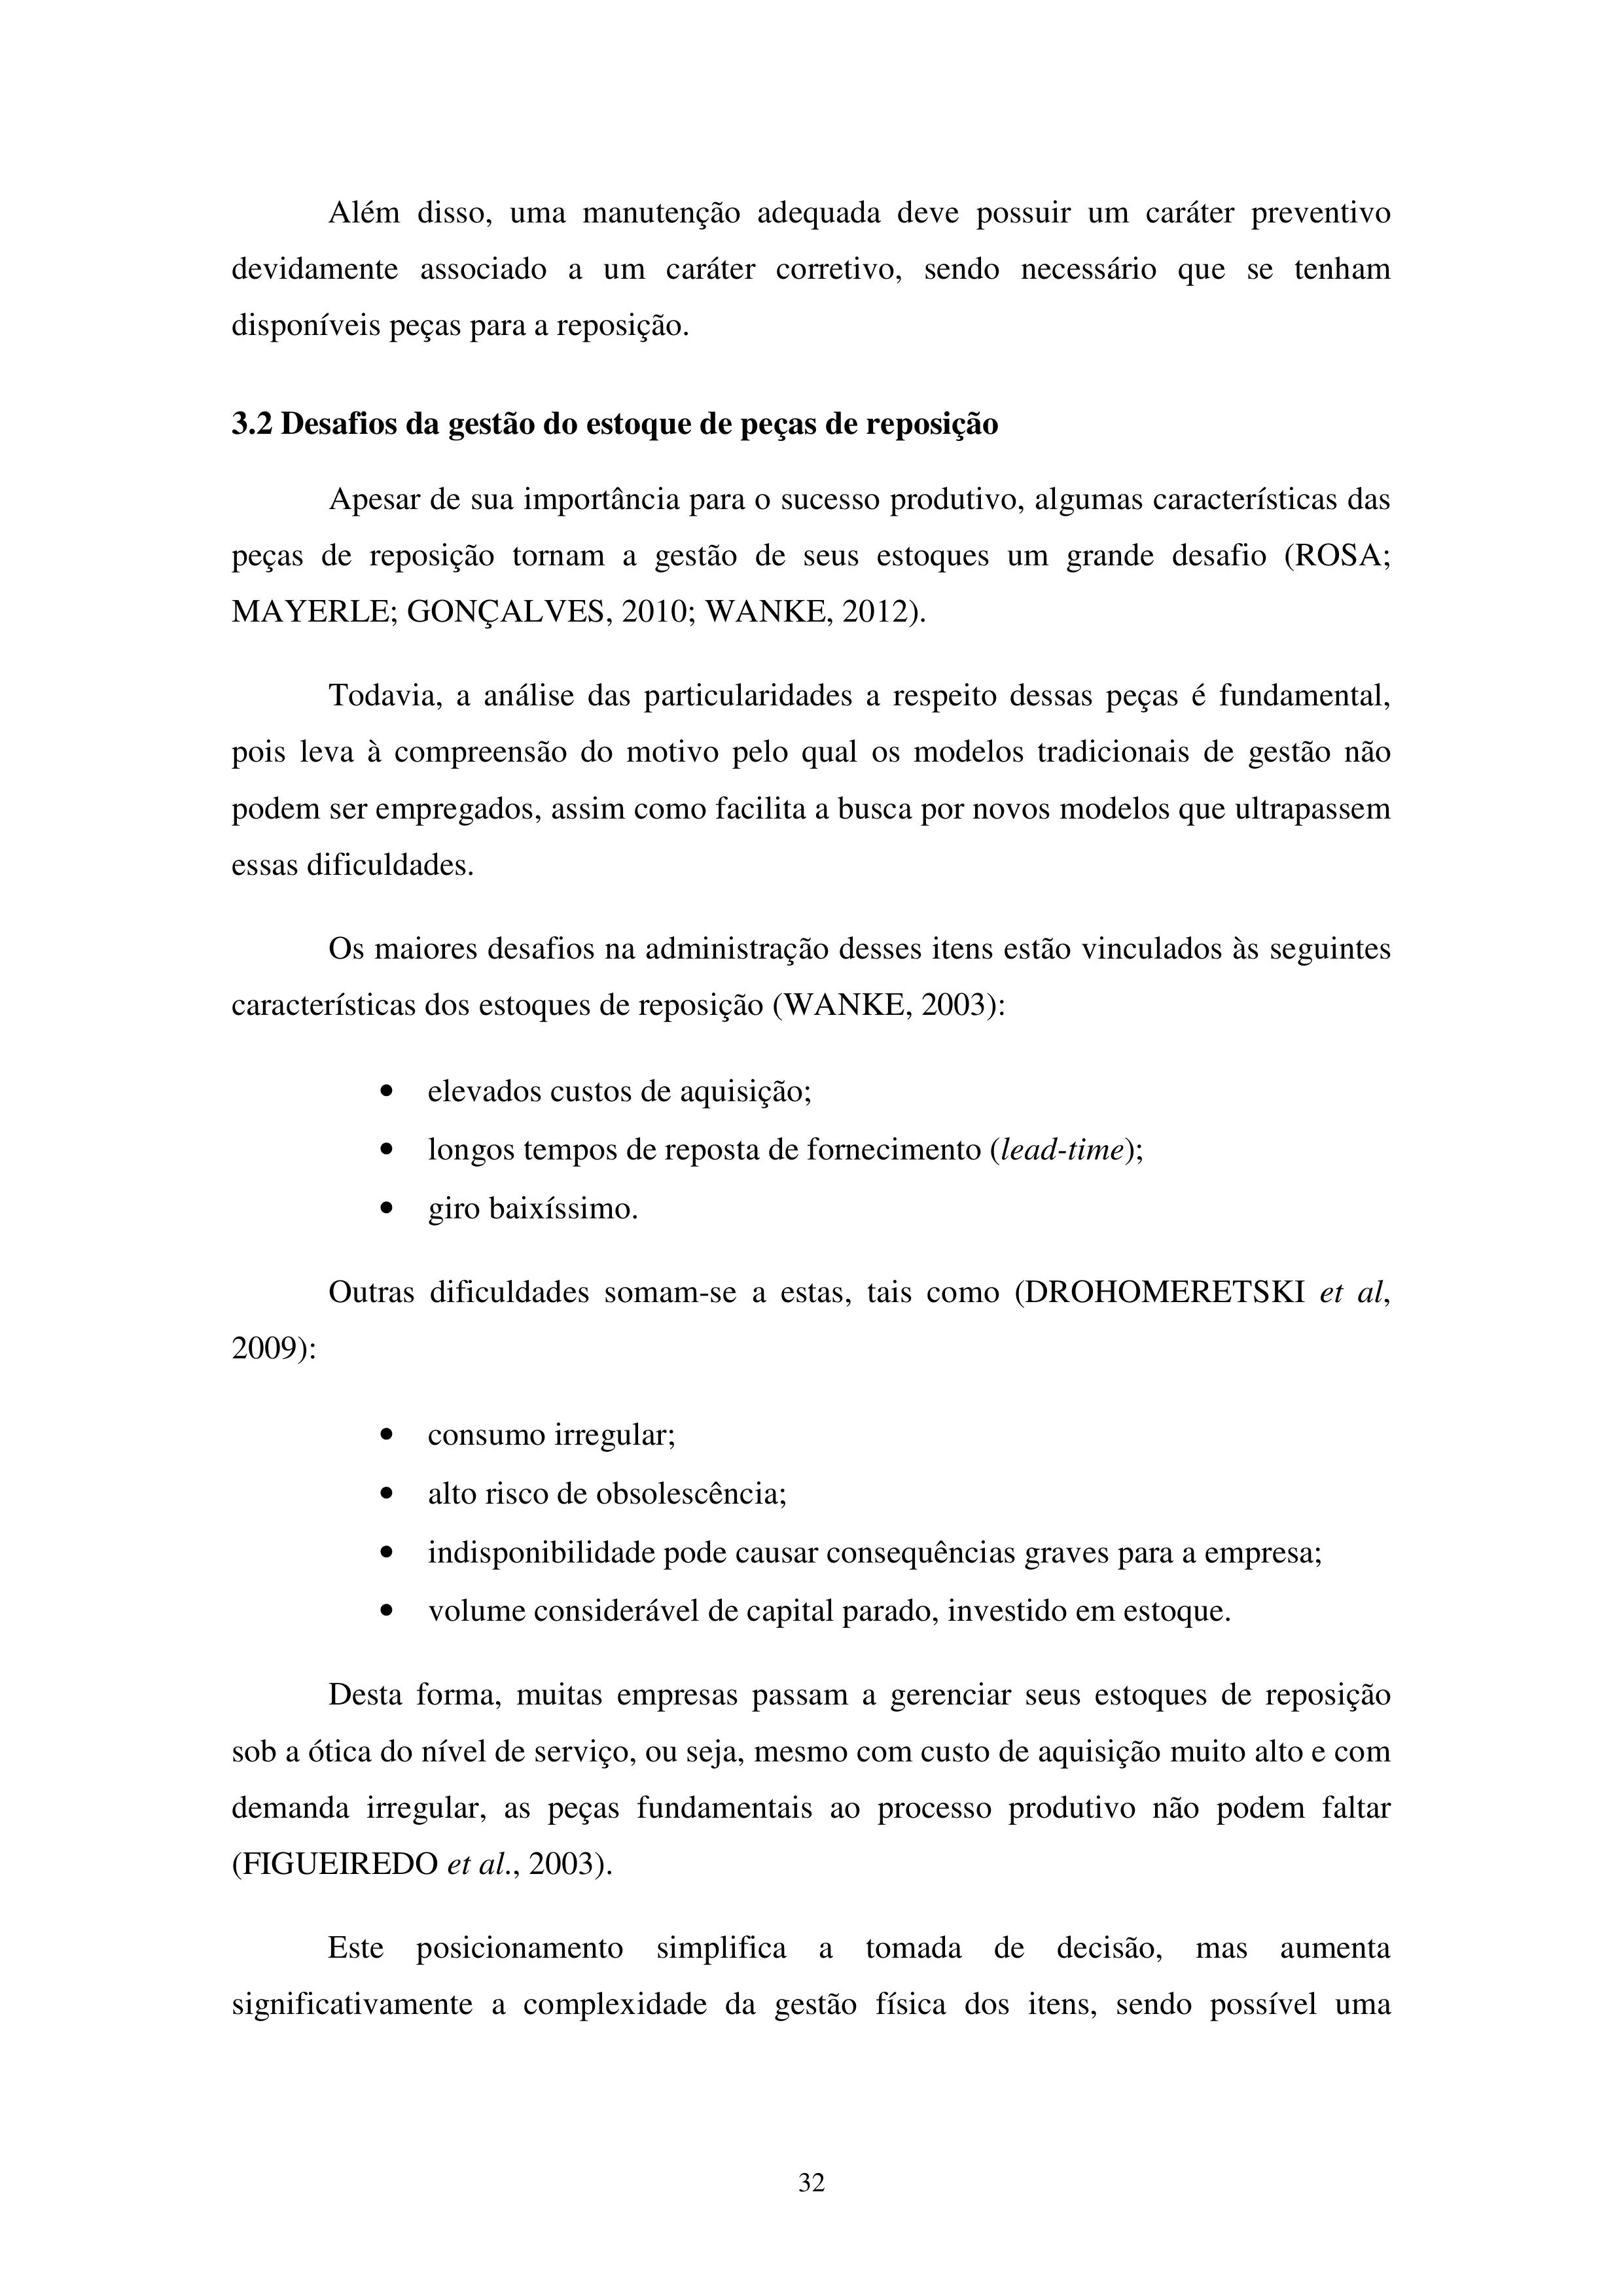 Além disso, uma manutenção adequada deve possuir um caráter preventivo
devidamente associado a um caráter corretivo, sendo necessário que se tenham
disponíveis peças para a reposição.
3.2 Desafios da gestão do estoque de peças de reposição
Apesar de sua importância para o sucesso produtivo, algumas características das
peças de reposição tornam a gestão de seus estoques um grande desafio (ROSA;
MAYERLE; GONÇALVES, 2010; WANKE, 2012).
Todavia, a análise das particularidades a respeito dessas peças é fundamental,
pois leva à compreensão do motivo pelo qual os modelos tradicionais de gestão não
podem ser empregados, assim como facilita a busca por novos modelos que ultrapassem
essas dificuldades.
Os maiores desafios na administração desses itens estão vinculados às seguintes
características dos estoques de reposição (WANKE, 2003):
• elevados custos de aquisição;
• longos tempos de reposta de fornecimento (lead-time);
• giro baixíssimo.
Outras dificuldades somam-se a estas, tais como (DROHOMERETSKI et al,
2009):
• consumo irregular;
• alto risco de obsolescência;
• indisponibilidade pode causar consequências graves para a empresa;
• volume considerável de capital parado, investido em estoque.
Desta forma, muitas empresas passam a gerenciar seus estoques de reposição
sob a ótica do nível de serviço, ou seja, mesmo com custo de aquisição muito alto e com
demanda irregular, as peças fundamentais ao processo produtivo não podem faltar
(FIGUEIREDO et al., 2003).
Este posicionamento simplifica a tomada de decisão, mas aumenta
significativamente a complexidade da gestão física dos itens, sendo possível uma
32